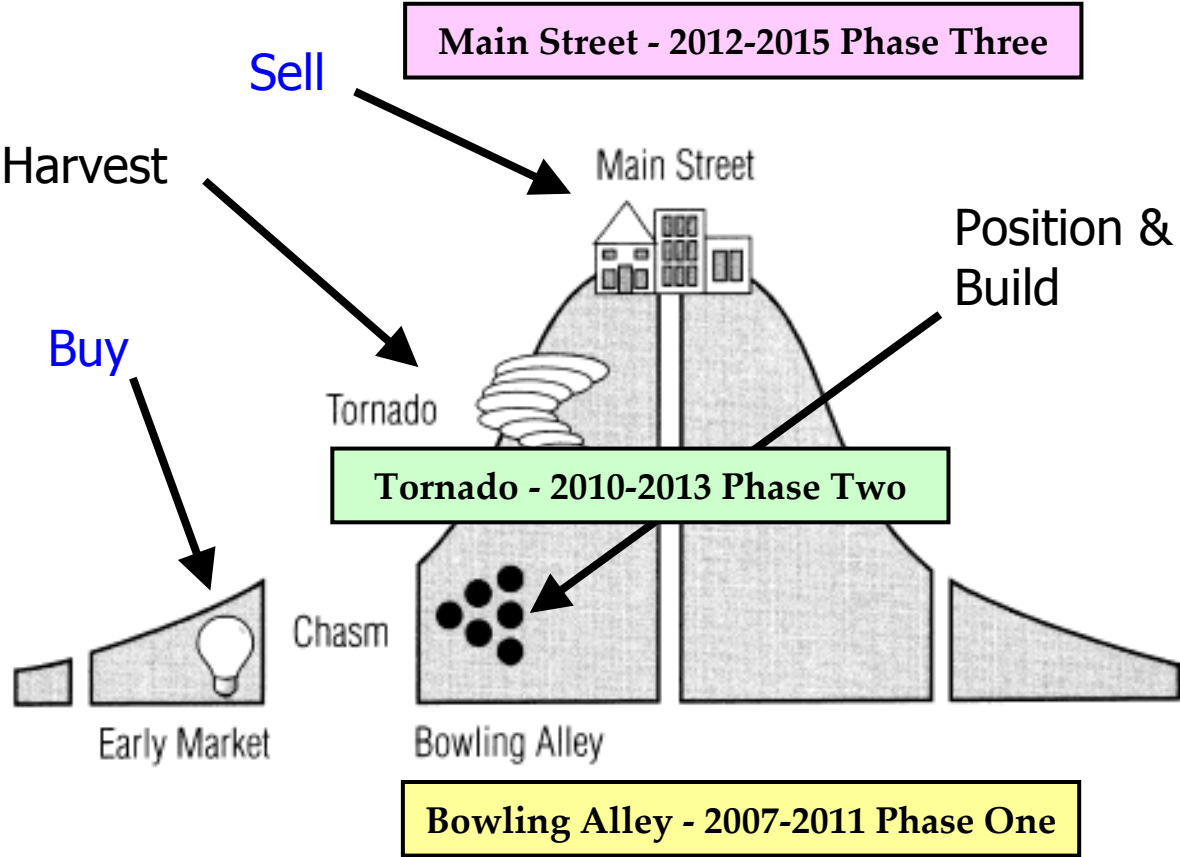 Main Street - 2012-2015 Phase Three
Sell
Harvest
Main Street
Position &
Build
Buy
Tornado
Tornado - 2010-2013 Phase Two
Chasm
Early Market
Bowling Alley
Bowling Alley - 2007-2011 Phase One